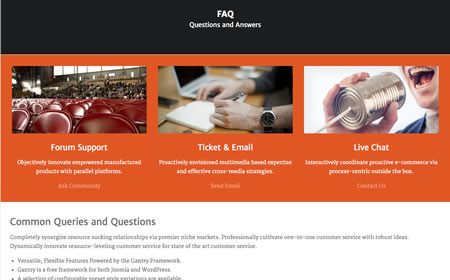 FAQ
Questions and Answers
Forum Support
Objectively innovate empowered manufactured
products with parallel platforms.
Ask Community
Ticket & Email
Proactively envisioned multimedia based expertise
and effective cross-media strategies.
Send Email
Live Chat
Interactively coordinate proactive e-commerce via
process-centric outside the box.
Contact Us
Common Queries and Questions
Completely synergize resource sucking relationships via premier niche markets. Professionally cultivate one-to-one customer service with robust ideas.
Dynamically innovate resource-leveling customer service for state of the art customer service.
• Versatile, Flexible Features Powered by the Gantry Framework.
• Gantry is a free framework for both Joomla and WordPress.
• A selection of configurable preset style variations are available.